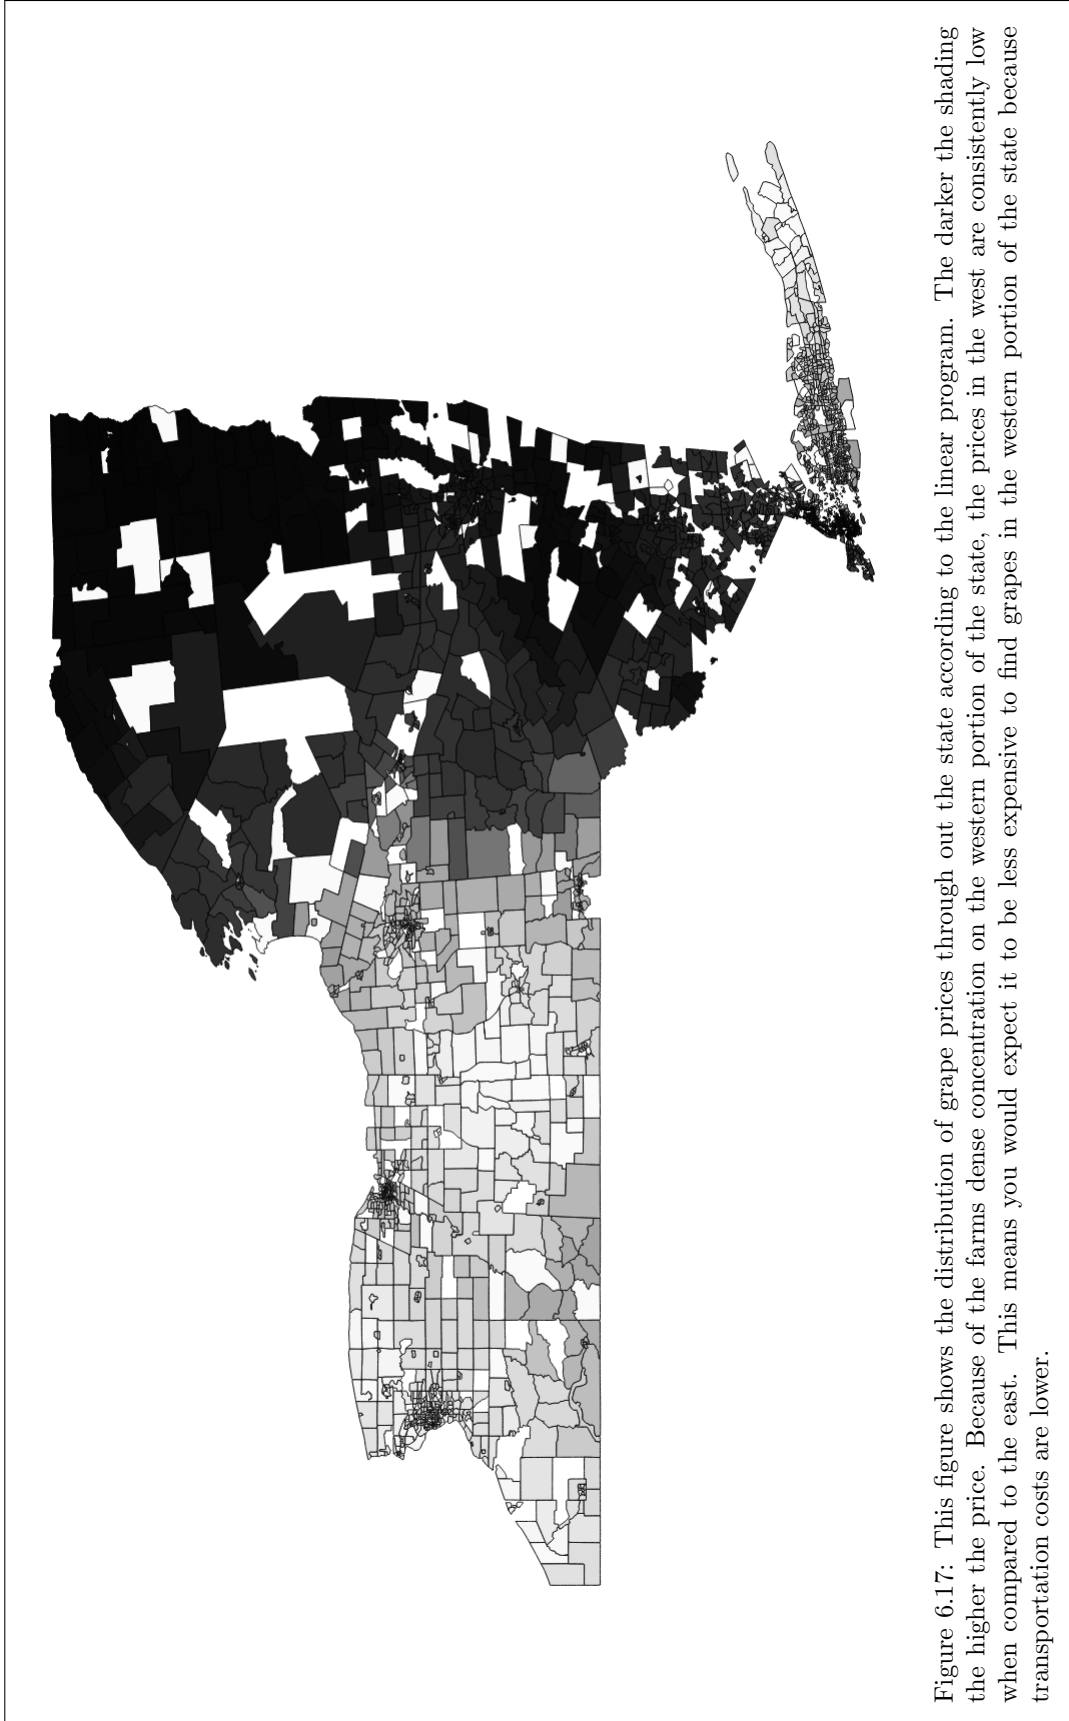 Figure 6.17: This figure shows the distribution of grape prices through out the state according to the linear program. The darker the shading
the higher the price. Because of the farms dense concentration on the western portion of the state, the prices in the west are consistently low
when compared to the east. This means you would expect it to be less expensive to find grapes in the western portion of the state because
transportation costs are lower.